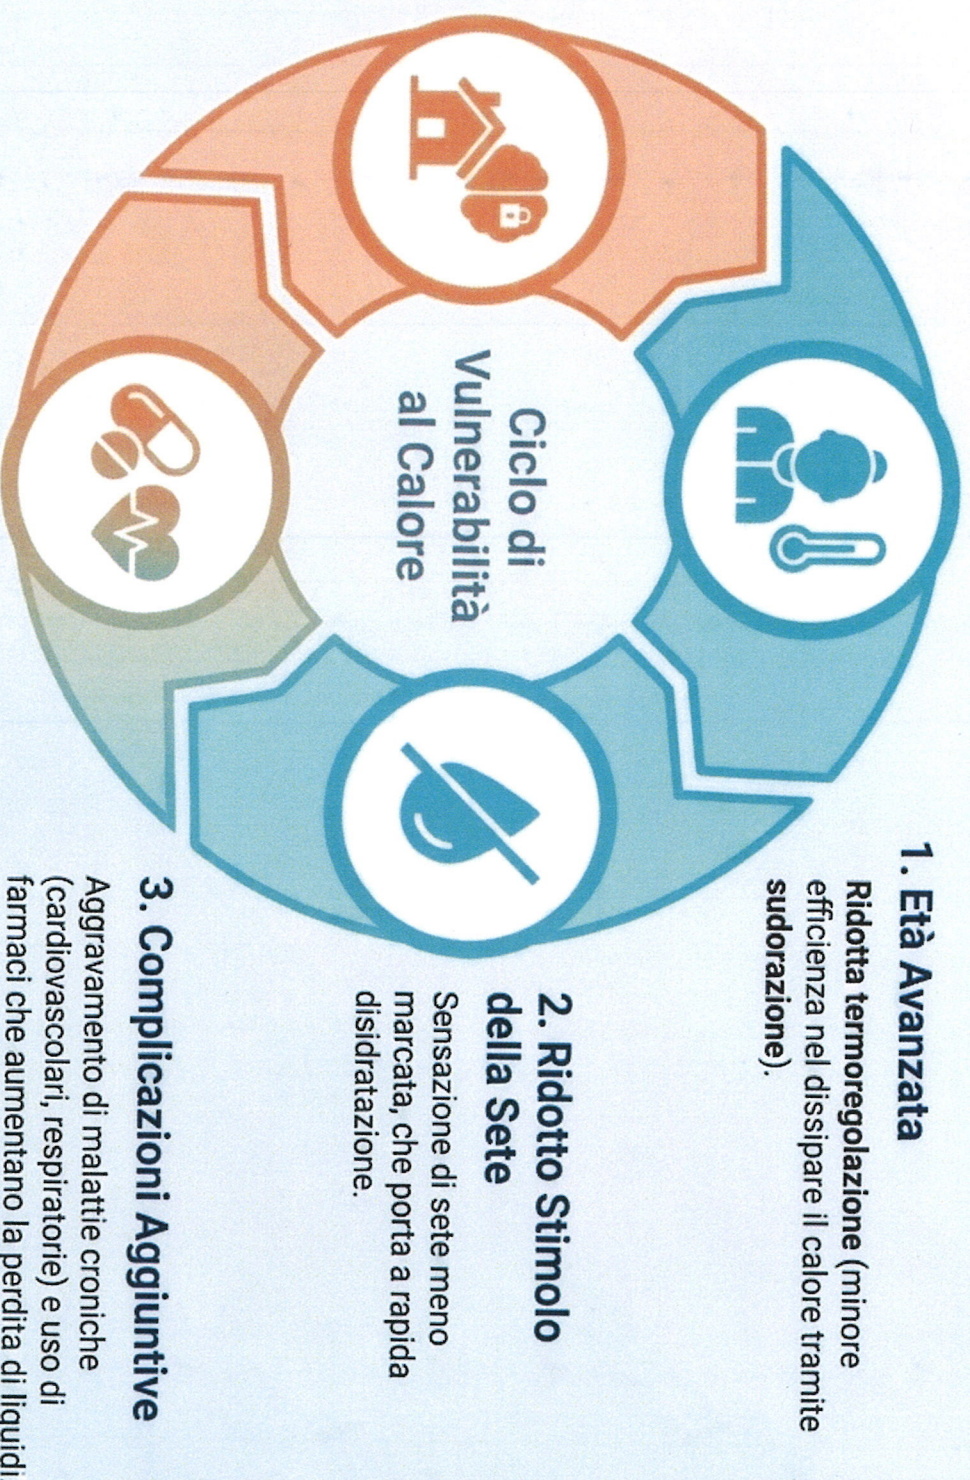 Ciclo di
Vulnerabilità
al Calore
1. Età Avanzata
Ridotta termoregolazione (minore
efficienza nel dissipare il calore tramite
sudorazione).
2. Ridotto Stimolo
della Sete
Sensazione di sete meno
marcata, che porta a rapida
disidratazione.
3. Complicazioni Aggiuntive
Aggravamento di malattie croniche
(cardiovascolari, respiratorie) e uso di
farmaci che aumentano la perdita di liquidi.